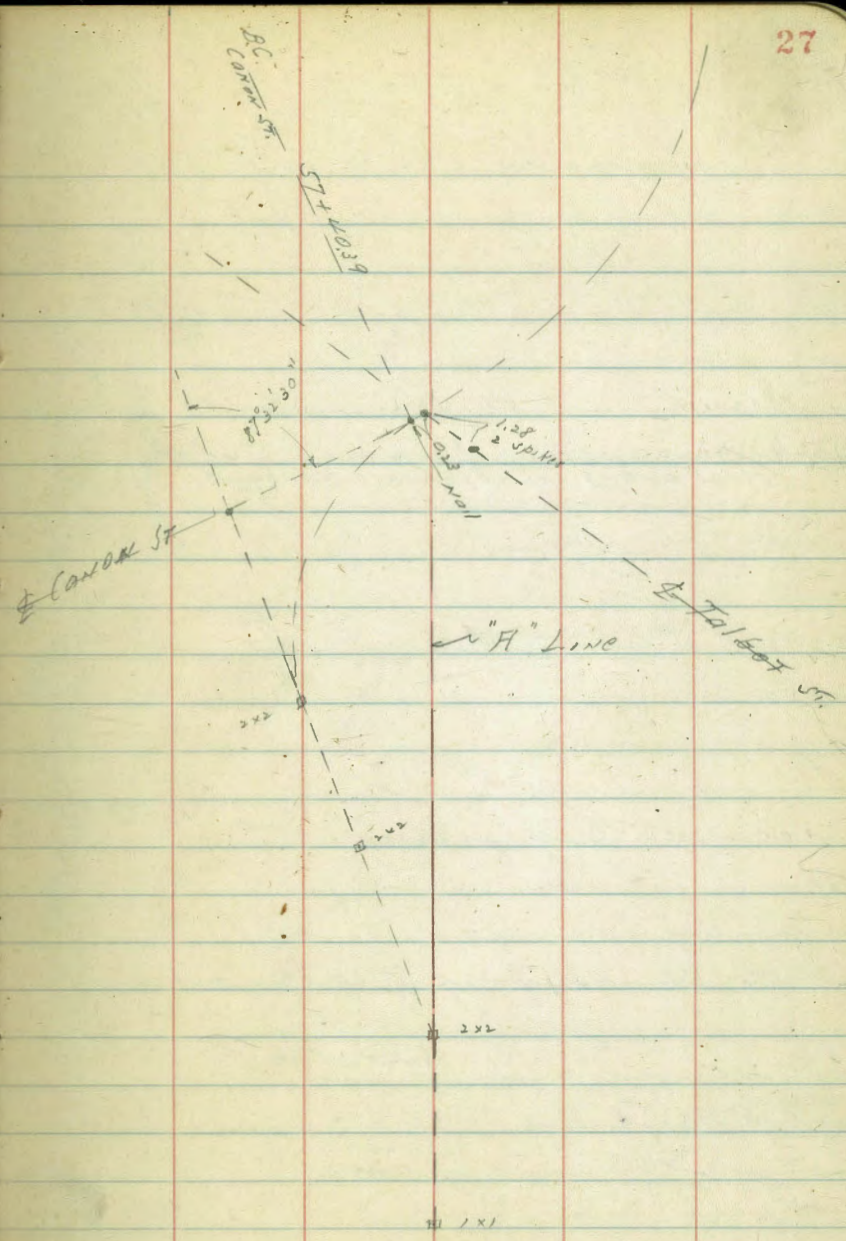 27
B.C.
CANON ST.
57+40.39
87°32'30"
1.28
2 SPIKES
0.23
NAIL
℄ CANON ST
℄ Talbot ST.
"A" LINE
2x2
2x2
2x2
1x1